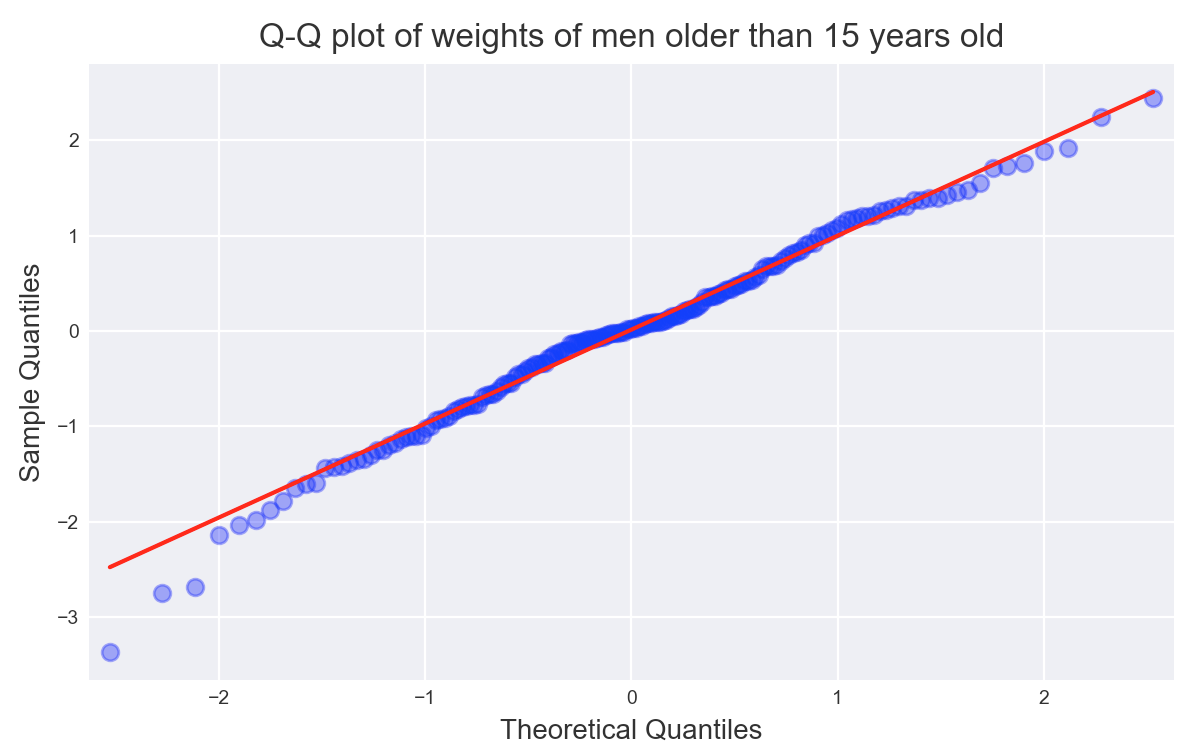 Q-Q plot of weights of men older than 15 years old
2
1
0
−1
−2
−3
Sample Quantiles
−2 −1 0 1 2
Theoretical Quantiles